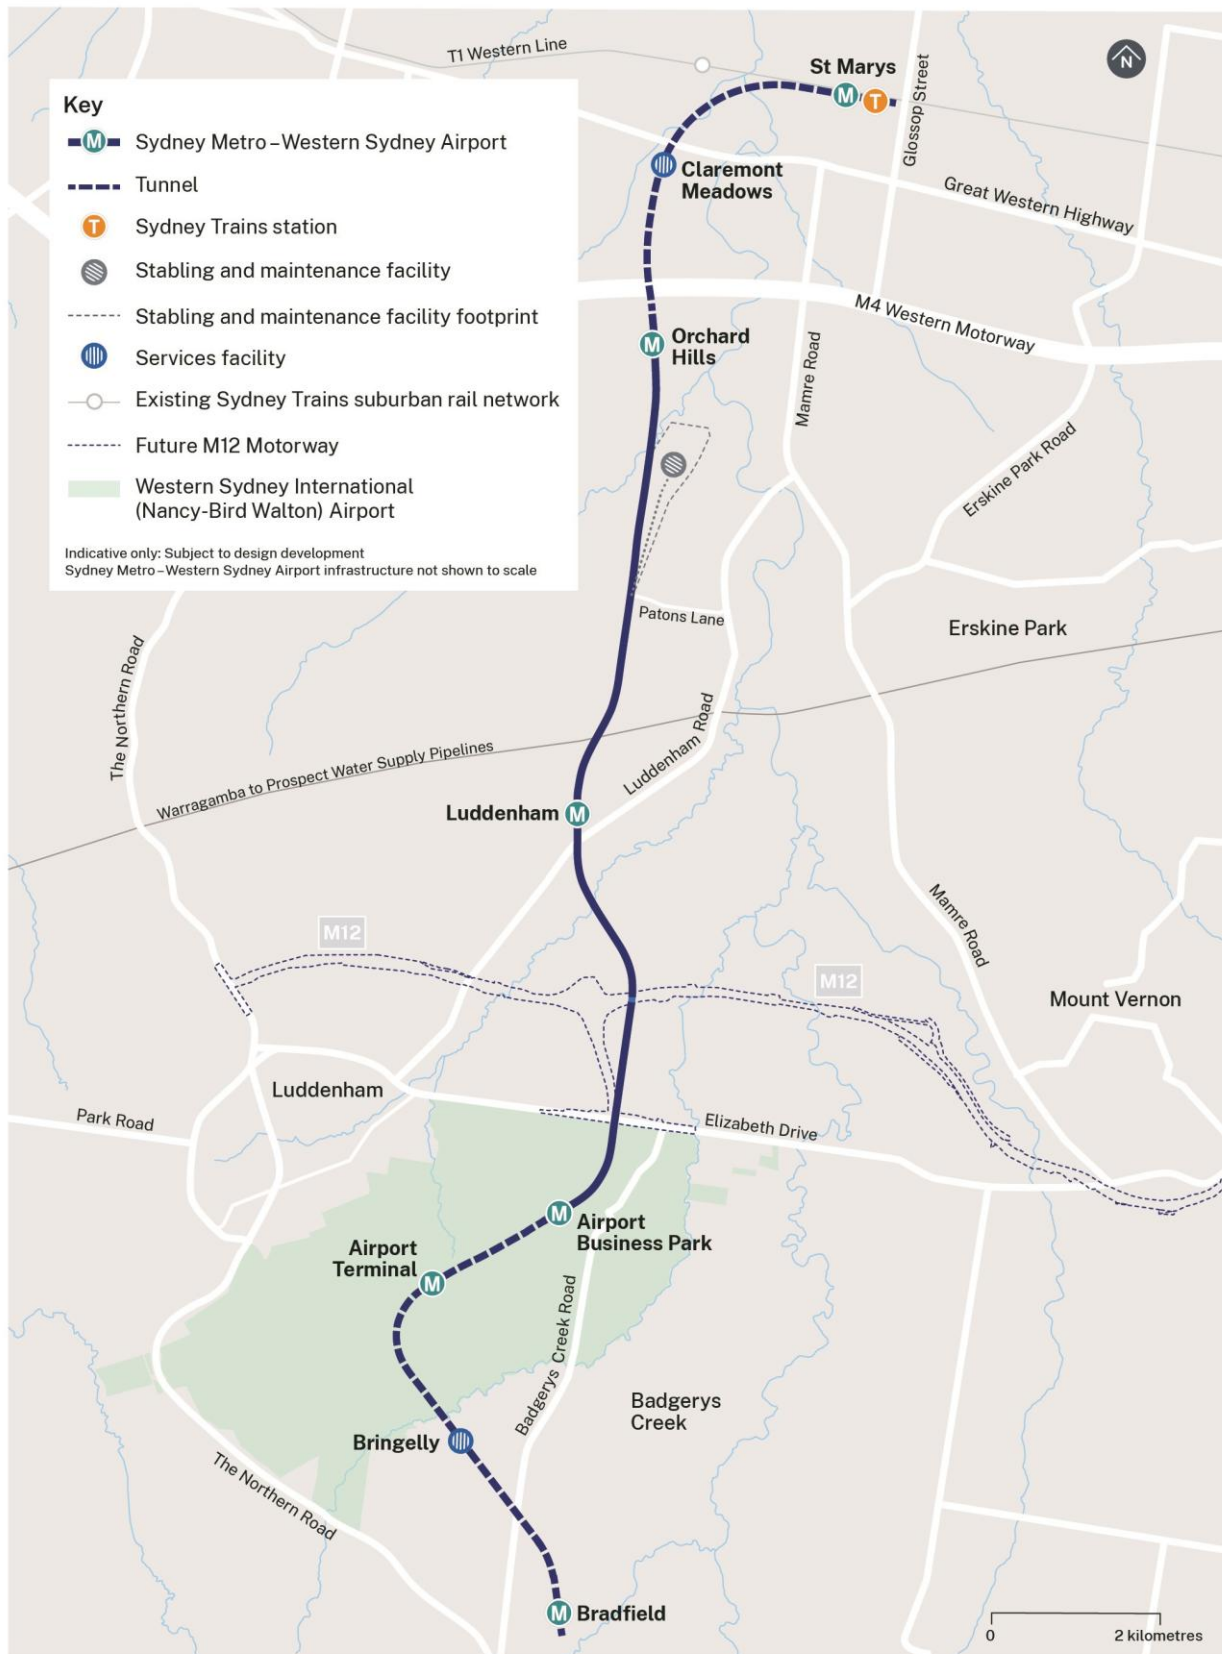 T1 Western Line
St Marys
N
M
T
Glossop Street
Key
M
Sydney Metro – Western Sydney Airport
Tunnel
T
Sydney Trains station
Stabling and maintenance facility
Stabling and maintenance facility footprint
Services facility
Existing Sydney Trains suburban rail network
Future M12 Motorway
Western Sydney International
(Nancy-Bird Walton) Airport
Indicative only: Subject to design development
Sydney Metro – Western Sydney Airport infrastructure not shown to scale
Claremont
Meadows
Great Western Highway
M4 Western Motorway
M
Orchard
Hills
Mamre Road
Erskine Park Road
Patons Lane
Erskine Park
The Northern Road
Luddenham Road
Warragamba to Prospect Water Supply Pipelines
Luddenham
M
Mamre Road
M12
M12
Mount Vernon
Luddenham
Park Road
Elizabeth Drive
M
Airport
Business Park
Airport
Terminal
M
Badgerys Creek Road
Badgerys
Creek
Bringelly
The Northern Road
M
Bradfield
0
2 kilometres